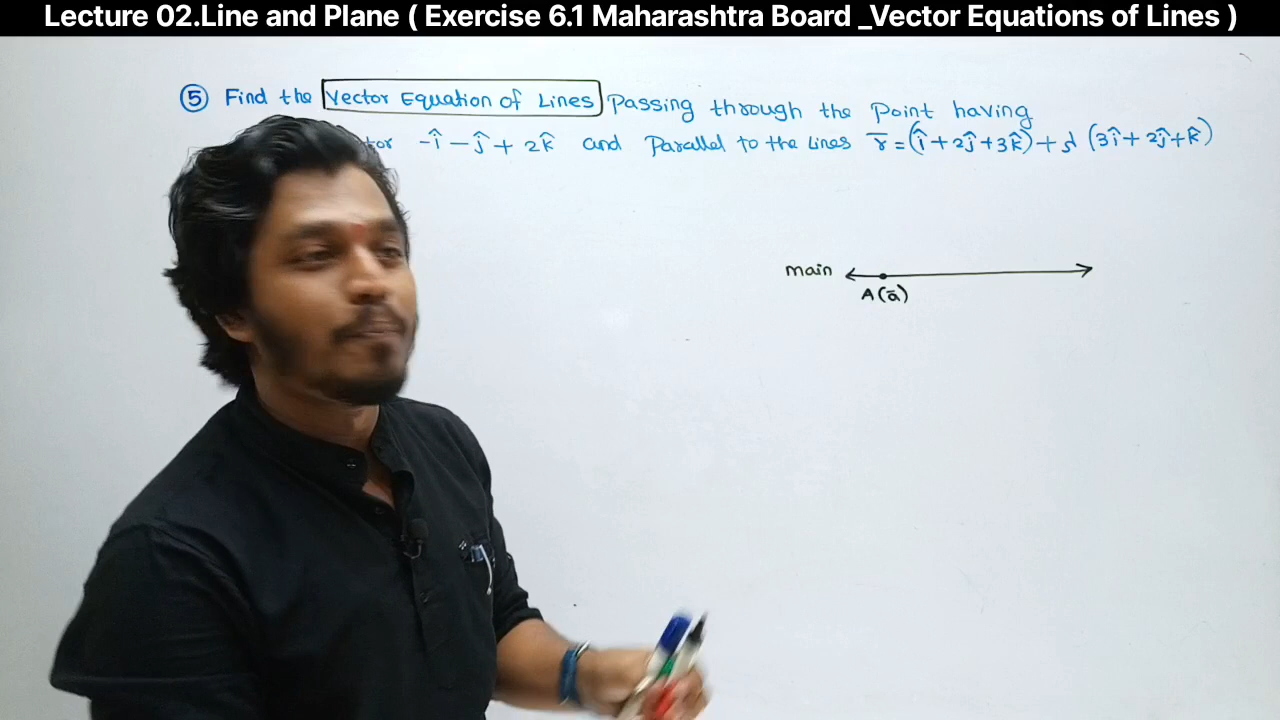 Lecture 02.Line and Plane ( Exercise 6.1 Maharashtra Board _Vector Equations of Lines )
⑤ Find the Vector Equation of Lines Passing through the Point having
tor -î - ĵ + 2k̂ and Parallel to the Lines r̄ = (î + 2ĵ + 3k̂) + λ (3î + 2ĵ + k̂)
main
A(ā)